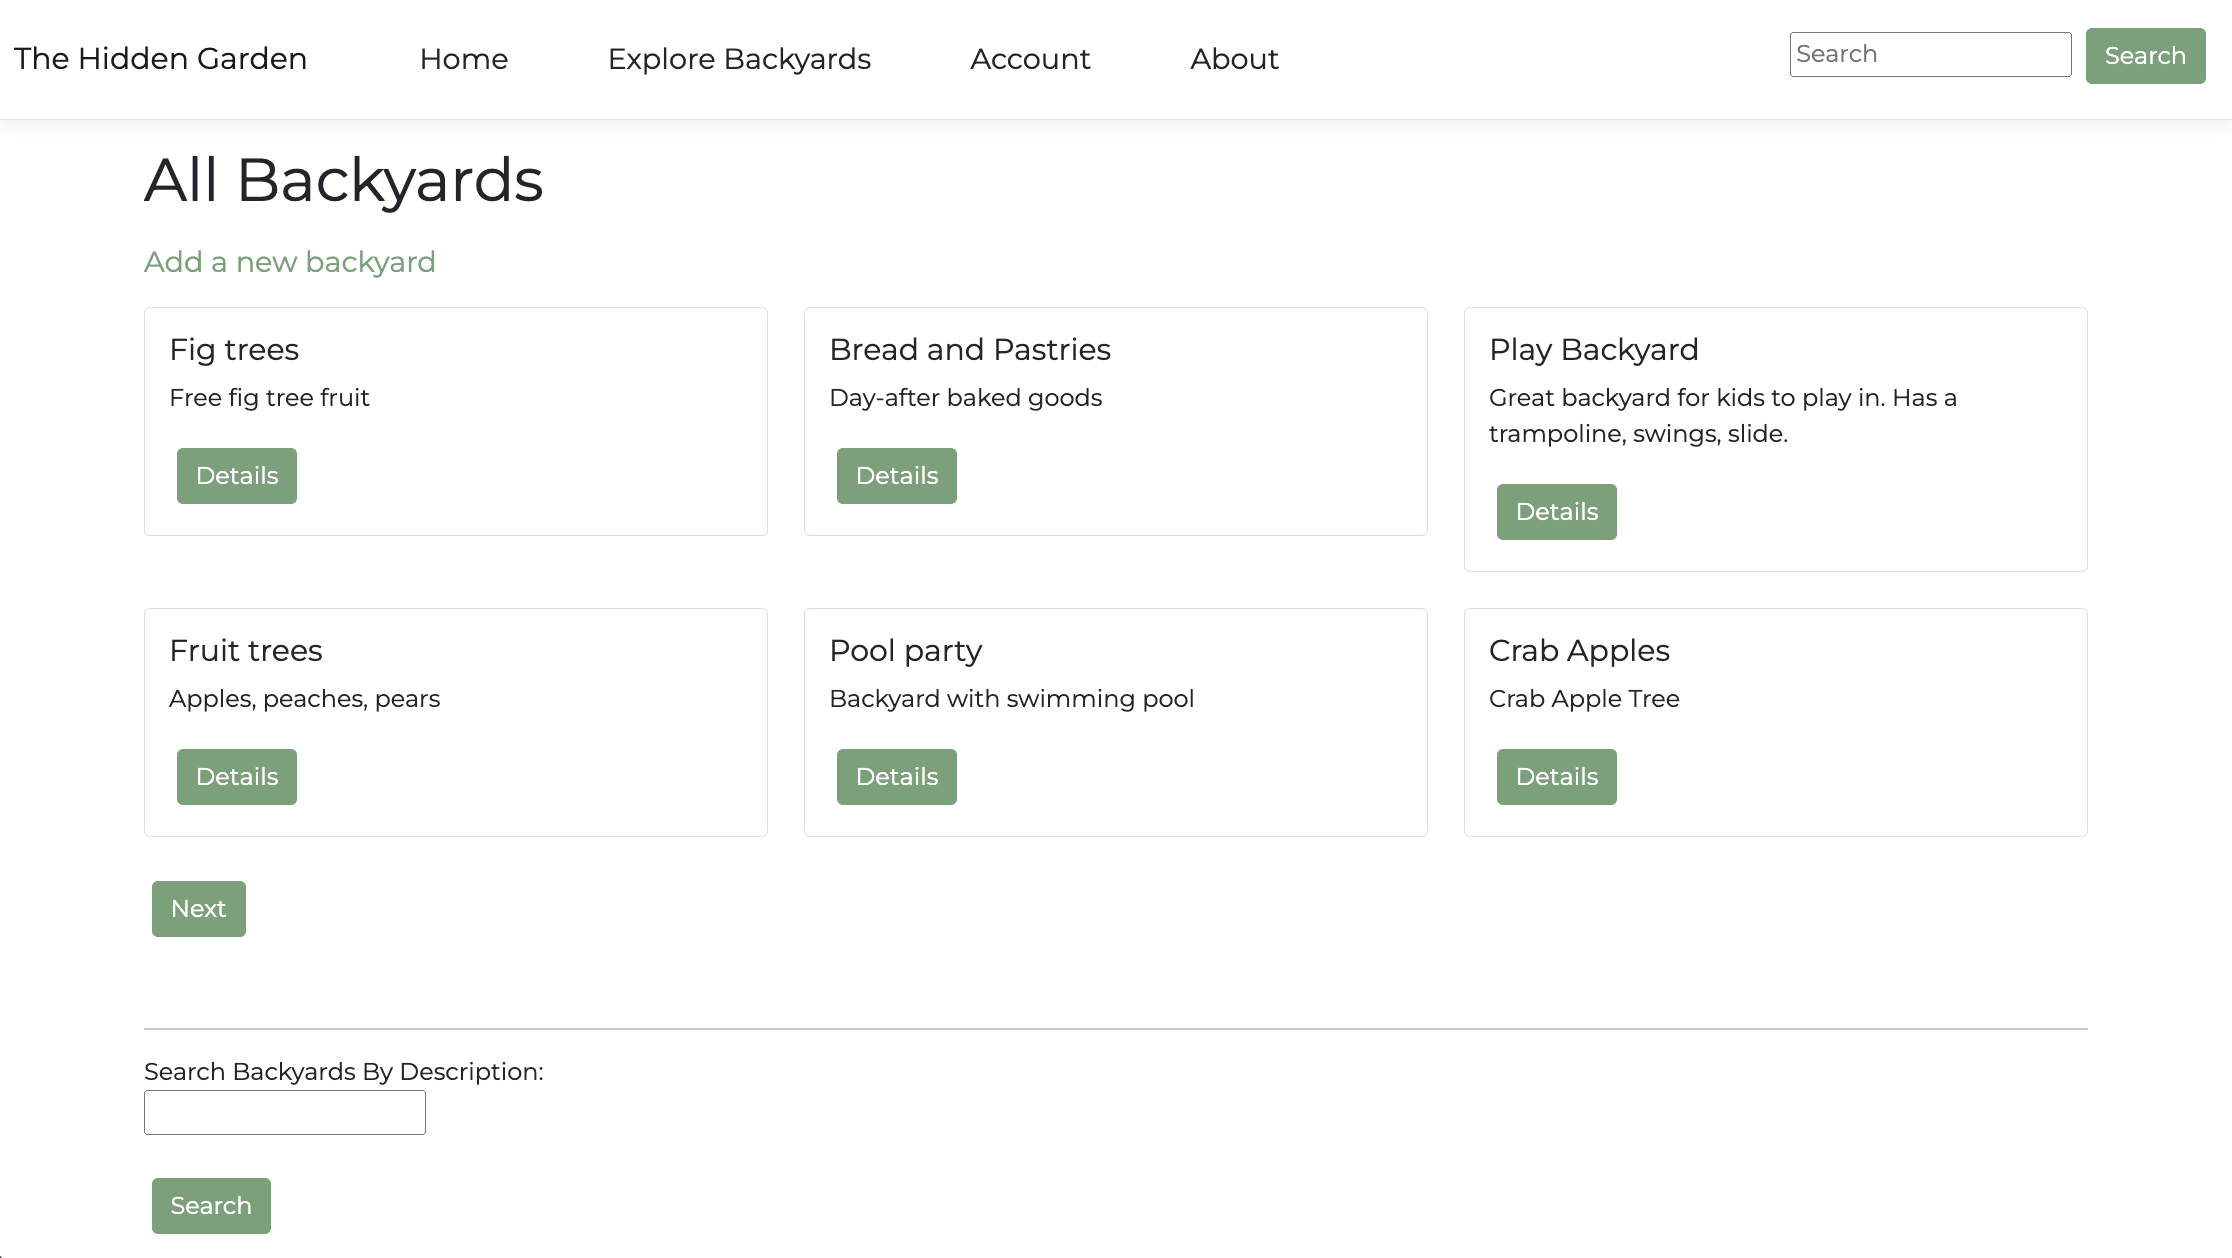 The Hidden Garden Home Explore Backyards Account About Search Search
All Backyards
Add a new backyard
Fig trees
Free fig tree fruit
Details
Bread and Pastries
Day-after baked goods
Details
Play Backyard
Great backyard for kids to play in. Has a
trampoline, swings, slide.
Details
Fruit trees
Apples, peaches, pears
Details
Pool party
Backyard with swimming pool
Details
Crab Apples
Crab Apple Tree
Details
Next
Search Backyards By Description:
Search